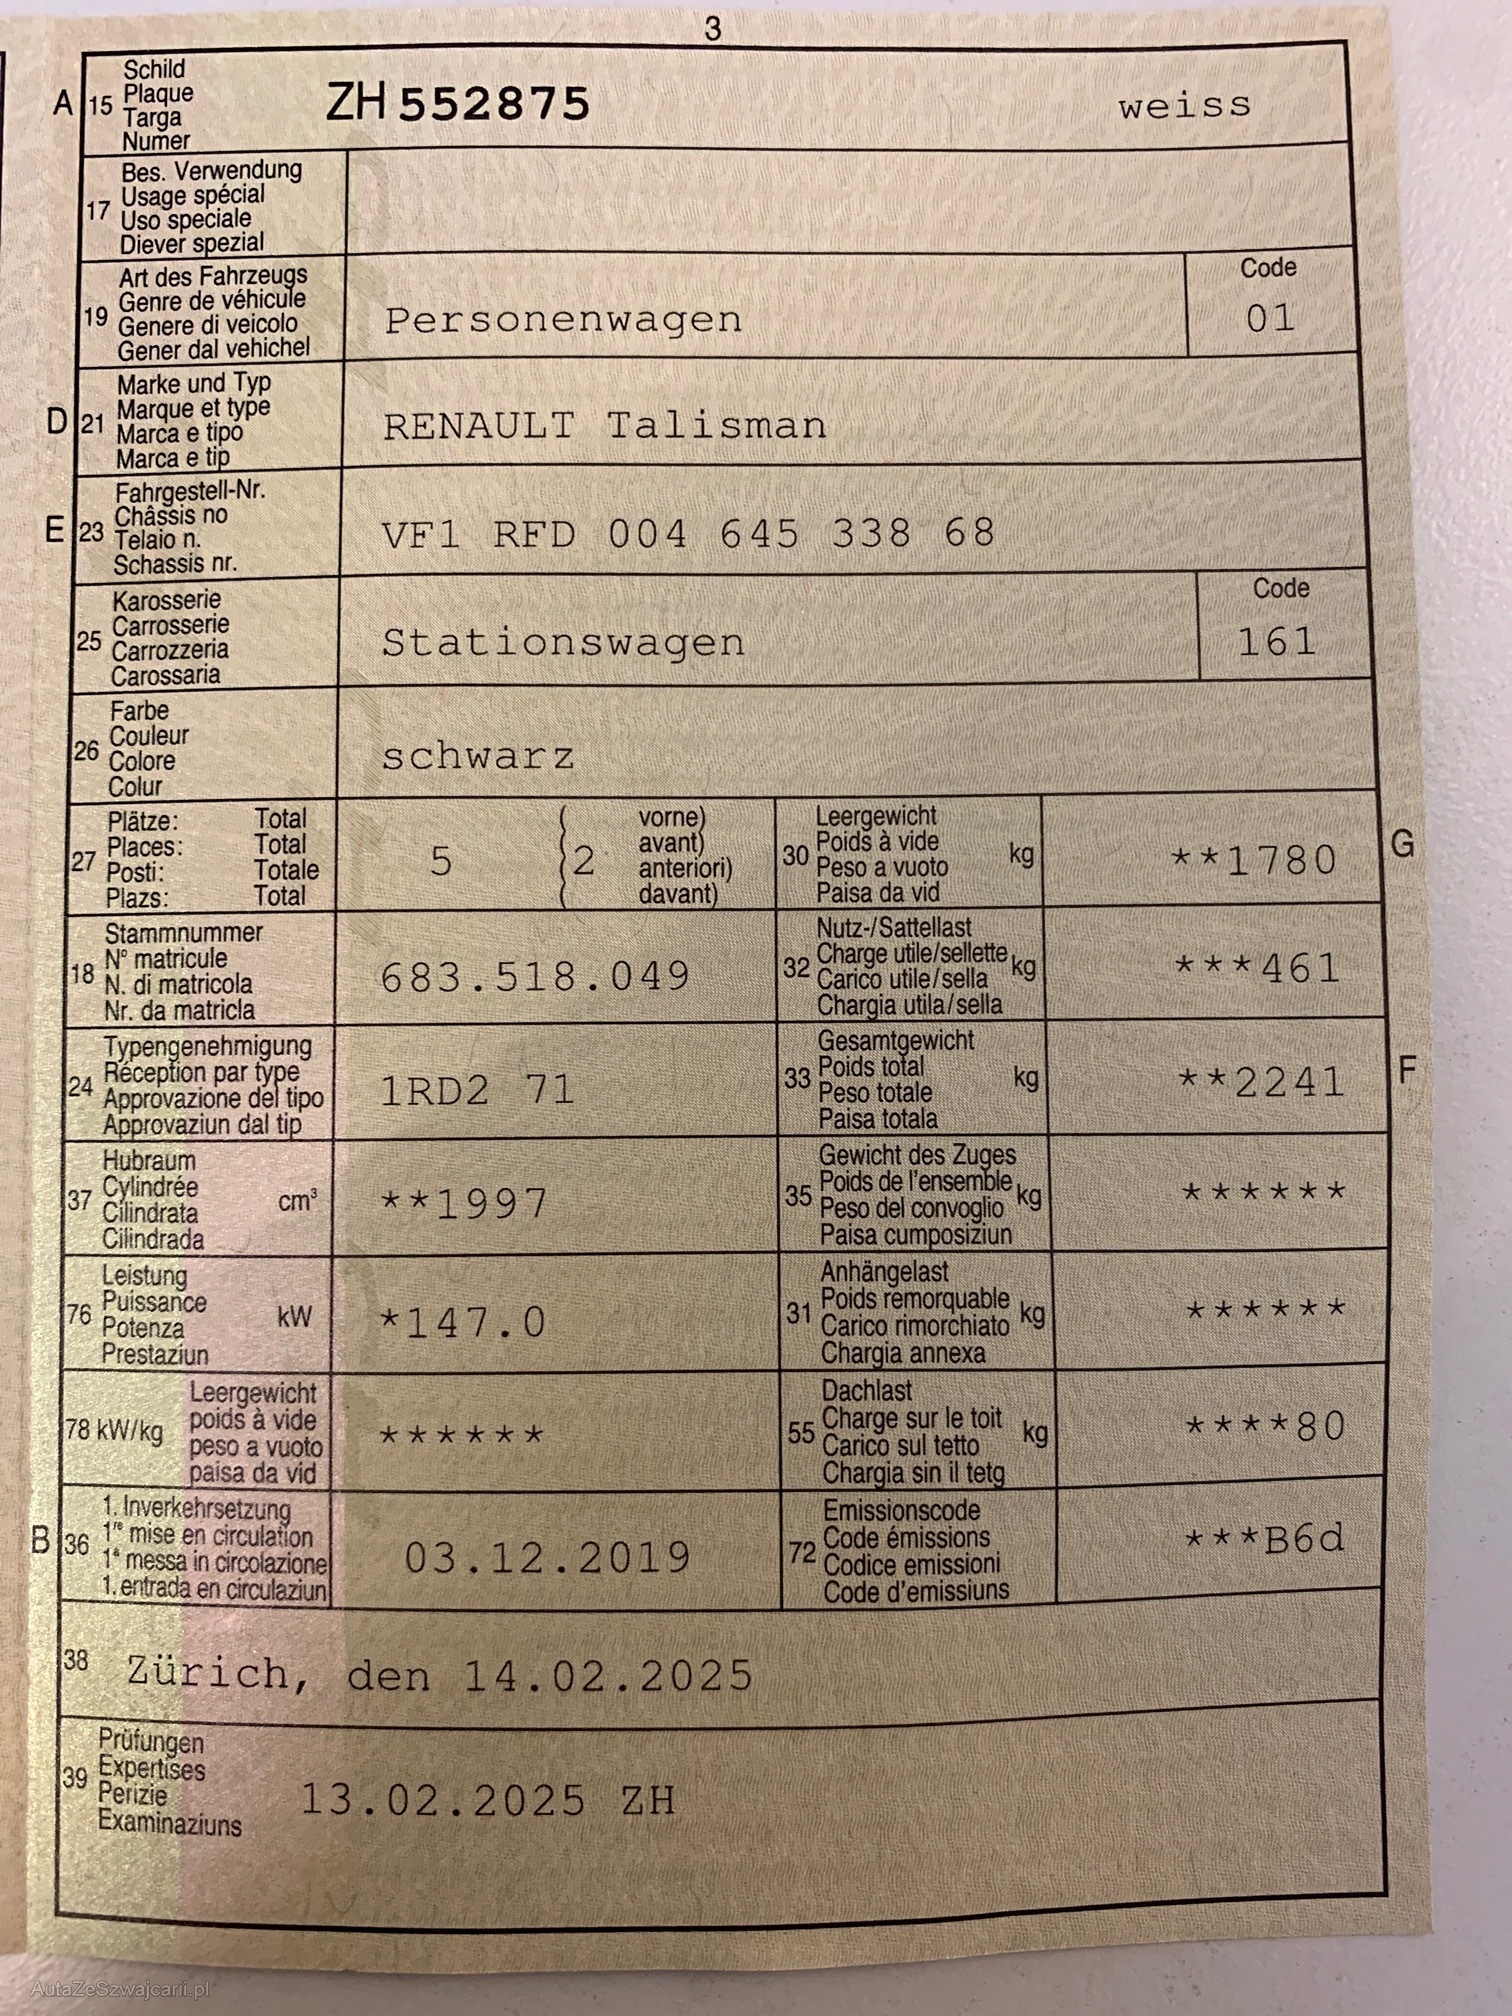 3
A 15 Schild
Plaque
Targa
Numer
ZH 552875 weiss
17 Bes. Verwendung
Usage spécial
Uso speciale
Diever spezial
19 Art des Fahrzeugs
Genre de véhicule
Genere di veicolo
Gener dal vehichel
Personenwagen
Code
01
D 21 Marke und Typ
Marque et type
Marca e tipo
Marca e tip
RENAULT Talisman
E 23 Fahrgestell-Nr.
Châssis no
Telaio n.
Schassis nr.
VF1 RFD 004 645 338 68
25 Karosserie
Carrosserie
Carrozzeria
Carossaria
Stationswagen
Code
161
26 Farbe
Couleur
Colore
Colur
schwarz
27 Plätze: Total
Places: Total
Posti: Totale
Plazs: Total
5 ( 2 vorne)
avant)
anteriori)
davant)
30 Leergewicht
Poids à vide
Peso a vuoto
Paisa da vid
kg
**1780
G
18 Stammnummer
N° matricule
N. di matricola
Nr. da matricla
683.518.049
32 Nutz-/Sattellast
Charge utile/sellette
Carico utile/sella
Chargia utila/sella
kg
***461
24 Typengenehmigung
Réception par type
Approvazione del tipo
Approvaziun dal tip
1RD2 71
33 Gesamtgewicht
Poids total
Peso totale
Paisa totala
kg
**2241
F
37 Hubraum
Cylindrée
Cilindrata
Cilindrada
cm³
**1997
35 Gewicht des Zuges
Poids de l'ensemble
Peso del convoglio
Paisa cumposiziun
kg
******
76 Leistung
Puissance
Potenza
Prestaziun
kW
*147.0
31 Anhängelast
Poids remorquable
Carico rimorchiato
Chargia annexa
kg
******
78 kW/kg Leergewicht
poids à vide
peso a vuoto
paisa da vid
******
55 Dachlast
Charge sur le toit
Carico sul tetto
Chargia sin il tetg
kg
****80
B 36 1. Inverkehrsetzung
1re mise en circulation
1a messa in circolazione
1. entrada en circulaziun
03.12.2019
72 Emissionscode
Code émissions
Codice emissioni
Code d'emissiuns
***B6d
38 Zürich, den 14.02.2025
39 Prüfungen
Expertises
Perizie
Examinaziuns
13.02.2025 ZH
AutaZeSzwajcarii.pl